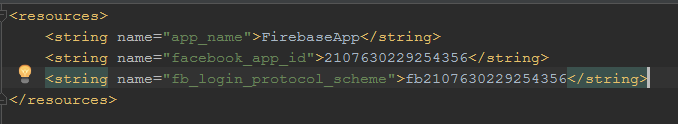 <resources>
<string name="app_name">FirebaseApp</string>
<string name="facebook_app_id">2107630229254356</string>
<string name="fb_login_protocol_scheme">fb2107630229254356</string>
</resources>